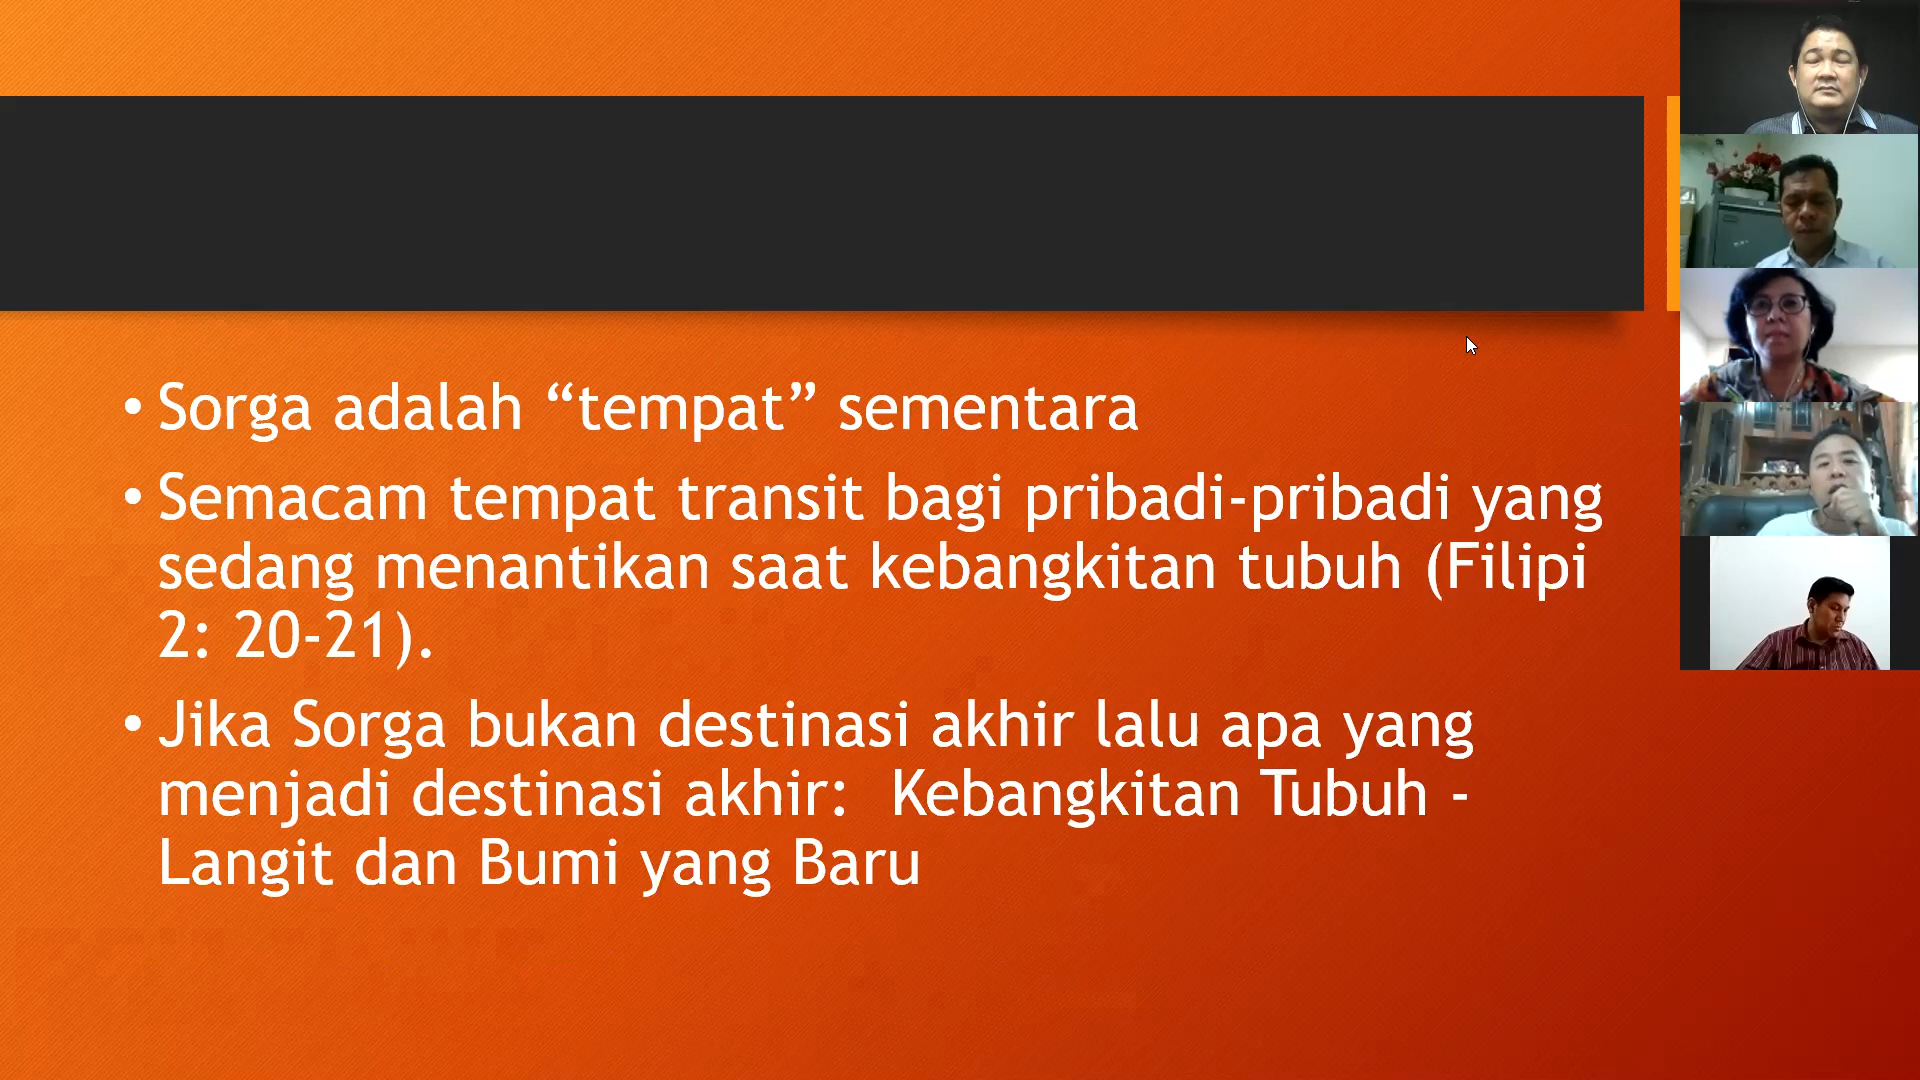 • Sorga adalah “tempat” sementara
• Semacam tempat transit bagi pribadi-pribadi yang
sedang menantikan saat kebangkitan tubuh (Filipi
2: 20-21).
• Jika Sorga bukan destinasi akhir lalu apa yang
menjadi destinasi akhir:  Kebangkitan Tubuh -
Langit dan Bumi yang Baru